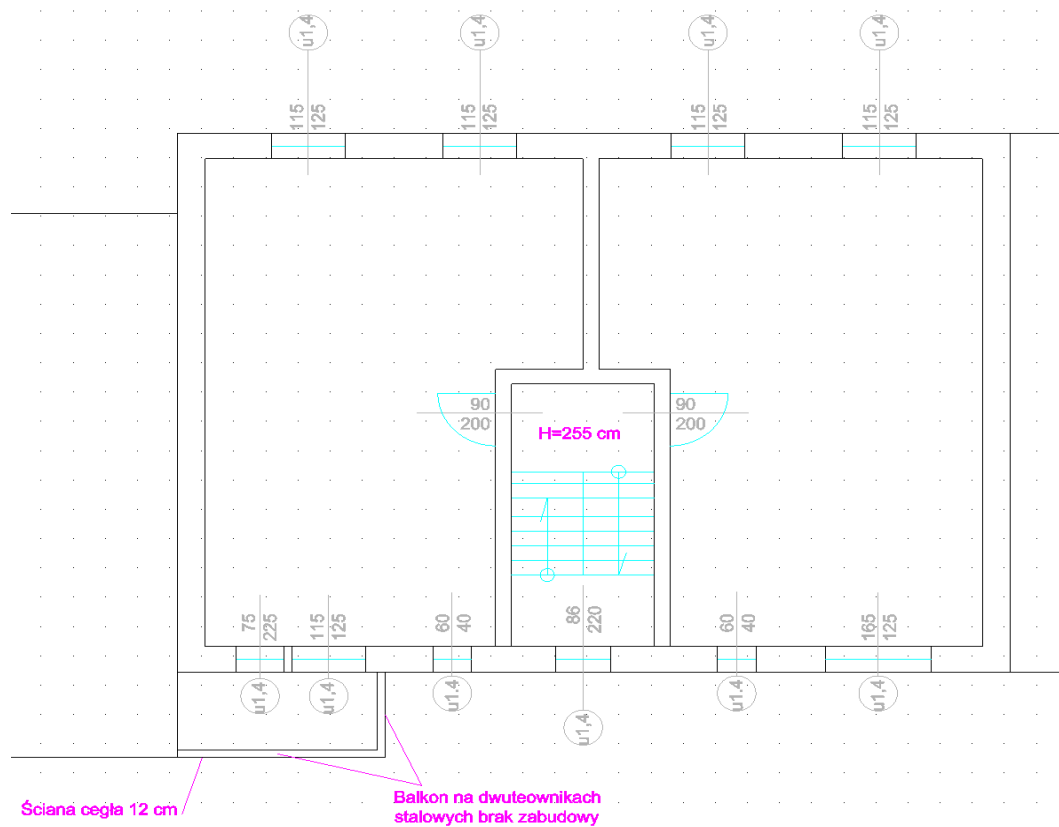 u1,4
u1,4
u1,4
u1,4
115
125
115
125
115
125
115
125
90
200
90
200
H=255 cm
75
225
115
125
60
40
86
220
60
40
165
125
u1,4
u1,4
u1.4
u1,4
u1.4
u1,4
Ściana cegła 12 cm
Balkon na dwuteownikach
stalowych brak zabudowy